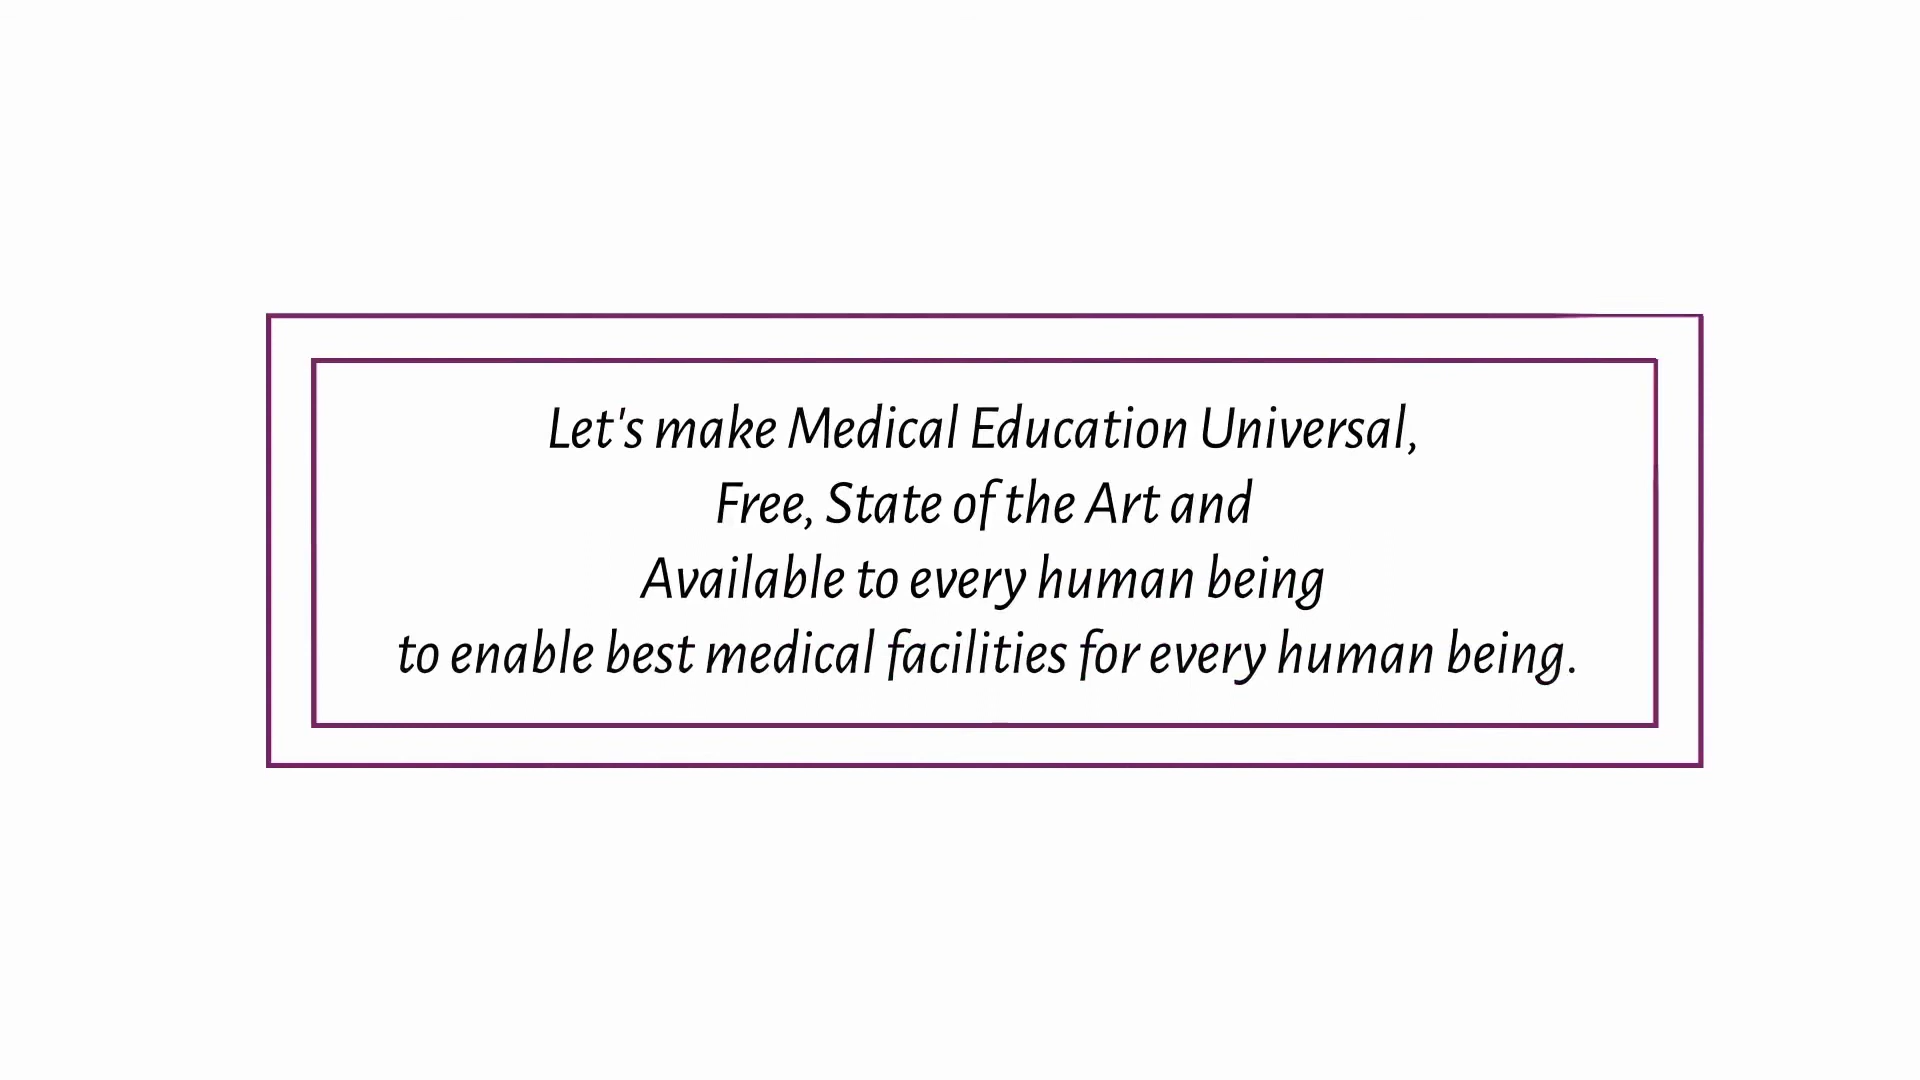 Let's make Medical Education Universal,
Free, State of the Art and
Available to every human being
to enable best medical facilities for every human being.